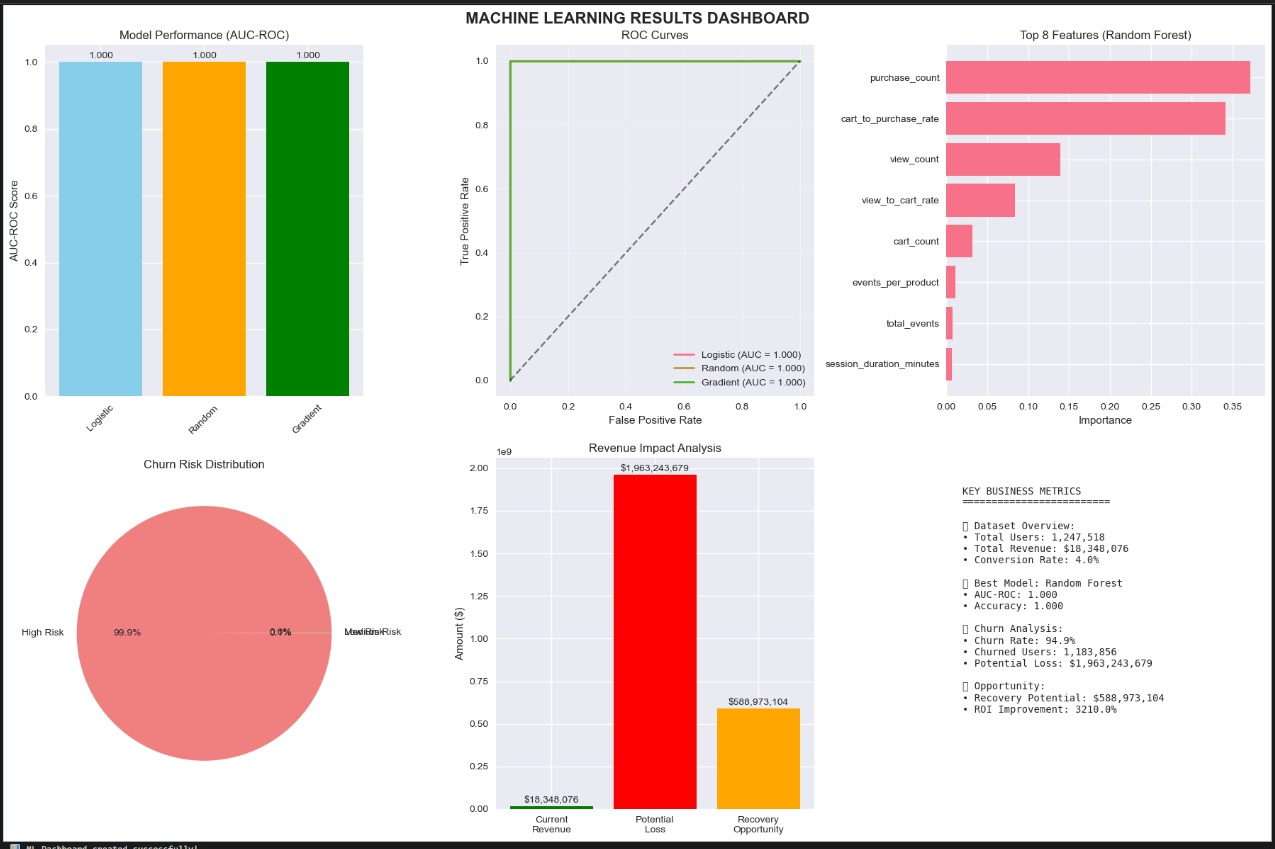 MACHINE LEARNING RESULTS DASHBOARD
Model Performance (AUC-ROC)
1.000 1.000 1.000
AUC-ROC Score
1.0
0.8
0.6
0.4
0.2
0.0
Logistic Random Gradient
ROC Curves
True Positive Rate
1.0
0.8
0.6
0.4
0.2
0.0
Logistic (AUC = 1.000)
Random (AUC = 1.000)
Gradient (AUC = 1.000)
0.0 0.2 0.4 0.6 0.8 1.0
False Positive Rate
Top 8 Features (Random Forest)
purchase_count
cart_to_purchase_rate
view_count
view_to_cart_rate
cart_count
events_per_product
total_events
session_duration_minutes
0.00 0.05 0.10 0.15 0.20 0.25 0.30 0.35
Importance
Churn Risk Distribution
High Risk 99.9%
Revenue Impact Analysis
1e9
Amount ($)
2.00
1.75
1.50
1.25
1.00
0.75
0.50
0.25
0.00
$18,348,076
$1,963,243,679
$588,973,104
Current Revenue
Potential Loss
Recovery Opportunity
KEY BUSINESS METRICS
=========================
Dataset Overview:
• Total Users: 1,247,518
• Total Revenue: $18,348,076
• Conversion Rate: 4.0%
Best Model: Random Forest
• AUC-ROC: 1.000
• Accuracy: 1.000
Churn Analysis:
• Churn Rate: 94.9%
• Churned Users: 1,183,856
• Potential Loss: $1,963,243,679
Opportunity:
• Recovery Potential: $588,973,104
• ROI Improvement: 3210.0%
ML Dashboard created successfully!